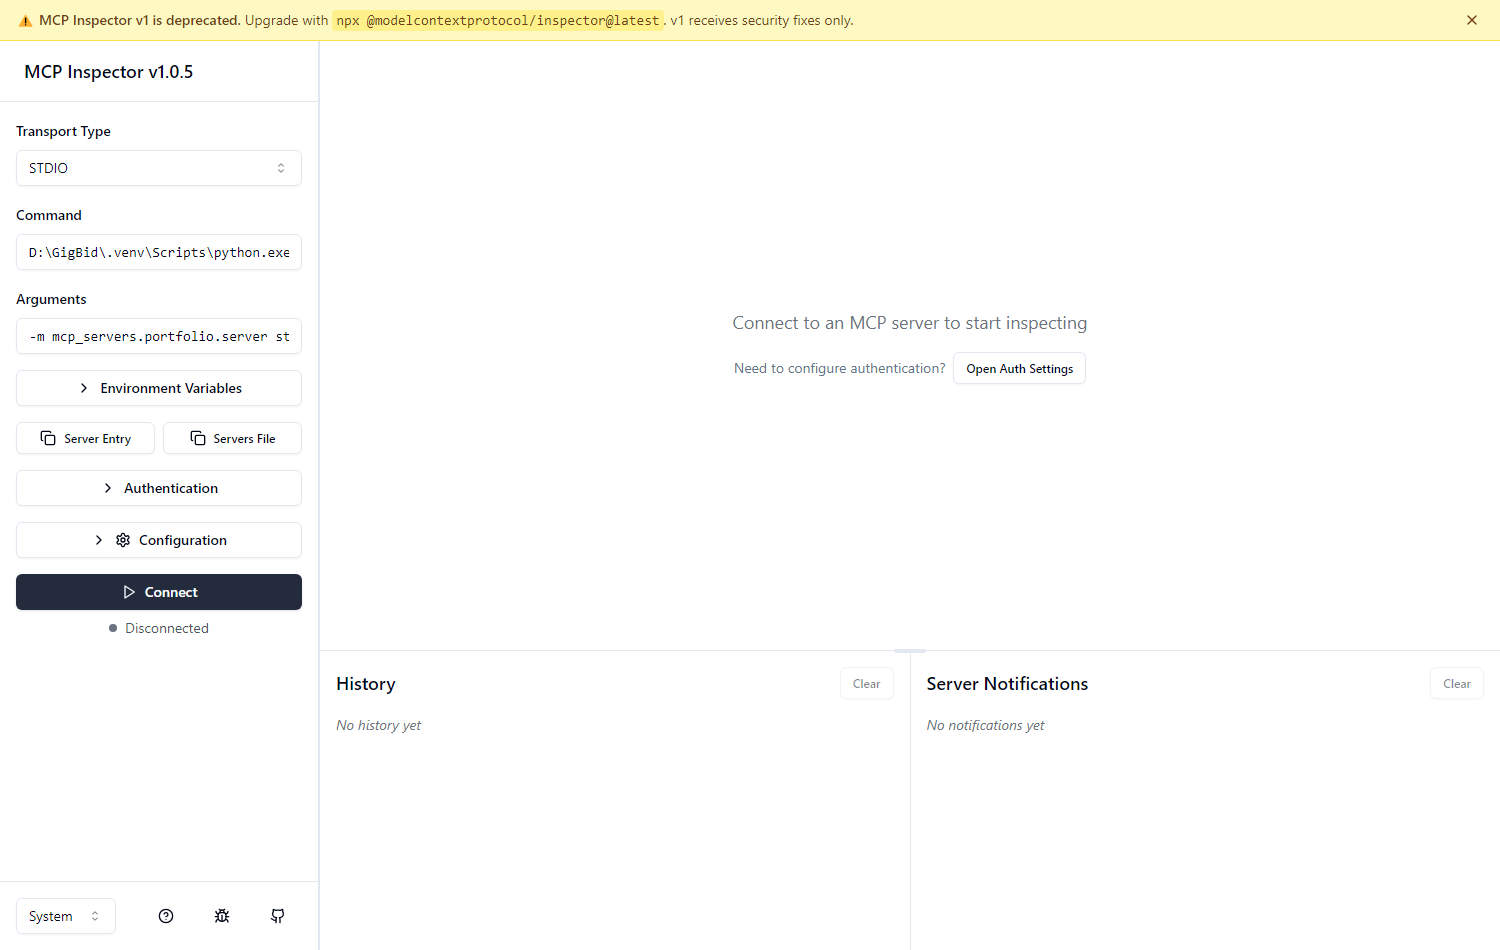 MCP Inspector v1 is deprecated. Upgrade with npx @modelcontextprotocol/inspector@latest. v1 receives security fixes only.
MCP Inspector v1.0.5
Transport Type
STDIO
Command
D:\GigBid\.venv\Scripts\python.exe
Arguments
-m mcp_servers.portfolio.server st
Environment Variables
Server Entry
Servers File
Authentication
Configuration
Connect
Disconnected
System
Connect to an MCP server to start inspecting
Need to configure authentication? Open Auth Settings
History
Clear
No history yet
Server Notifications
Clear
No notifications yet